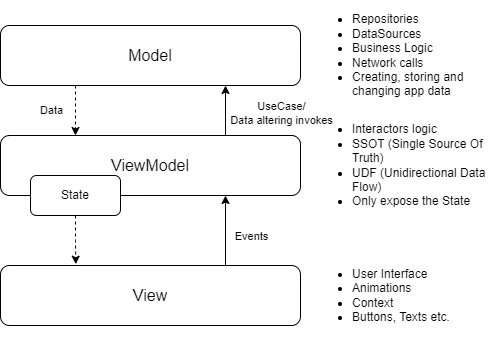 Model
• Repositories
• DataSources
• Business Logic
• Network calls
• Creating, storing and
changing app data
Data
UseCase/
Data altering invokes
ViewModel
State
• Interactors logic
• SSOT (Single Source Of
Truth)
• UDF (Unidirectional Data
Flow)
• Only expose the State
Events
View
• User Interface
• Animations
• Context
• Buttons, Texts etc.